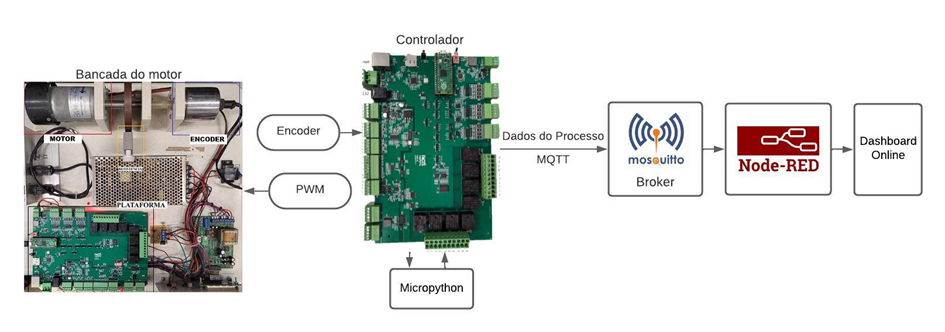 Controlador
Bancada do motor
MOTOR
ENCODER
PLATAFORMA
Encoder
PWM
Dados do Processo
MQTT
mosquitto
Broker
Node-RED
Dashboard
Online
Micropython